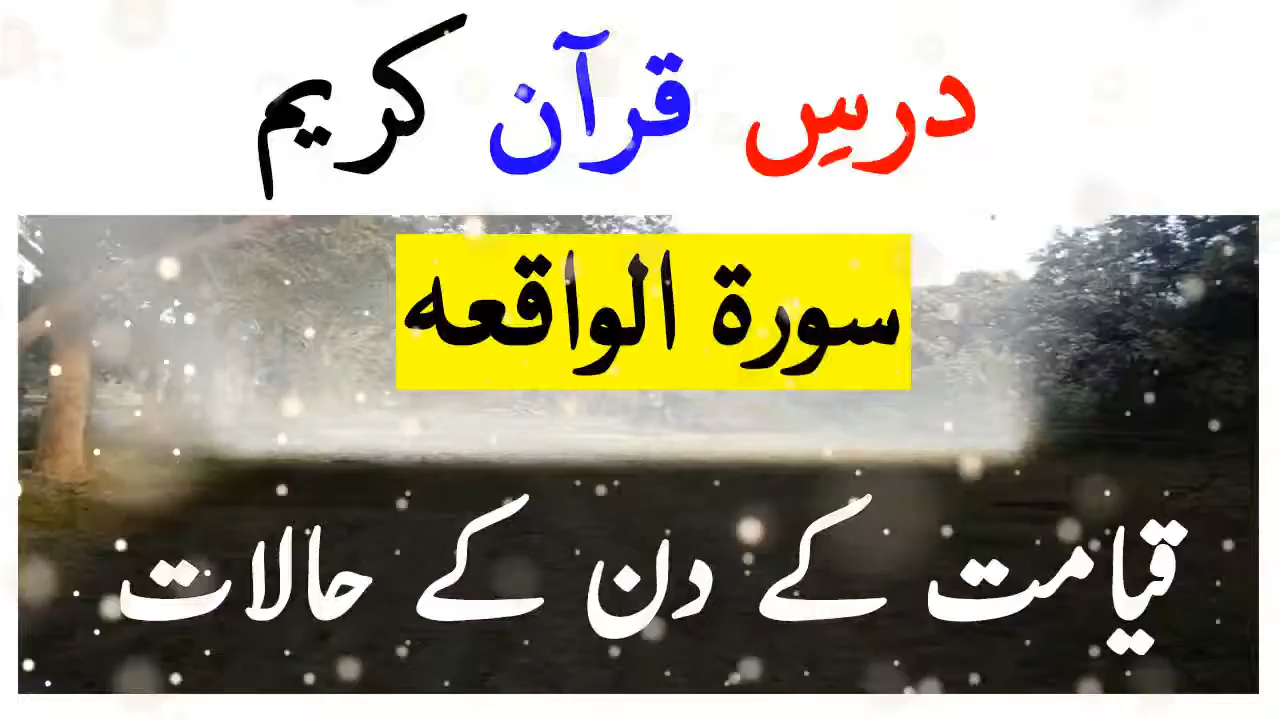 درسِ قرآن کریم
سورۃ الواقعہ
قیامت کے دن کے حالات